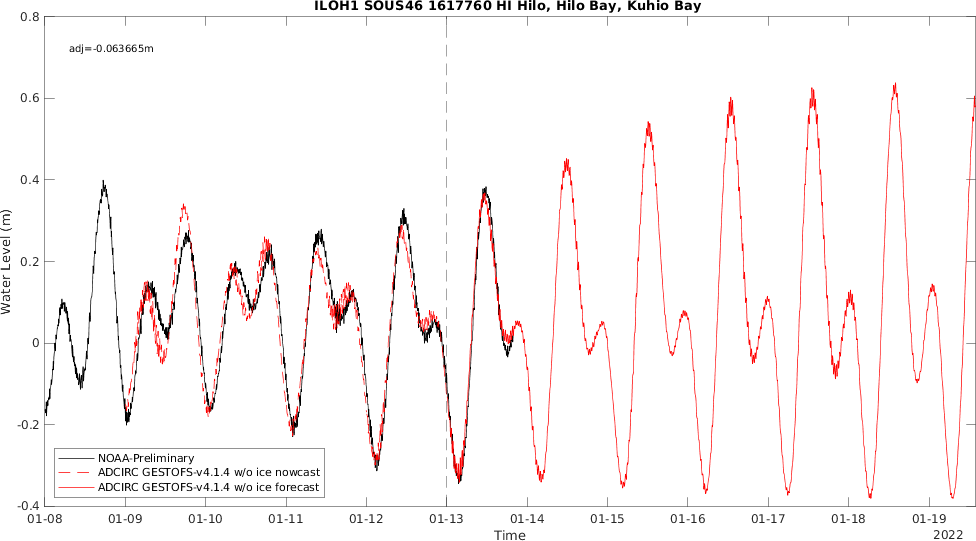 ILOH1 SOUS46 1617760 HI Hilo, Hilo Bay, Kuhio Bay
0.8
adj=-0.063665m
0.6
0.4
0.2
0
-0.2
-0.4
Water Level (m)
NOAA-Preliminary
ADCIRC GESTOFS-v4.1.4 w/o ice nowcast
ADCIRC GESTOFS-v4.1.4 w/o ice forecast
01-08 01-09 01-10 01-11 01-12 01-13 01-14 01-15 01-16 01-17 01-18 01-19
Time
2022